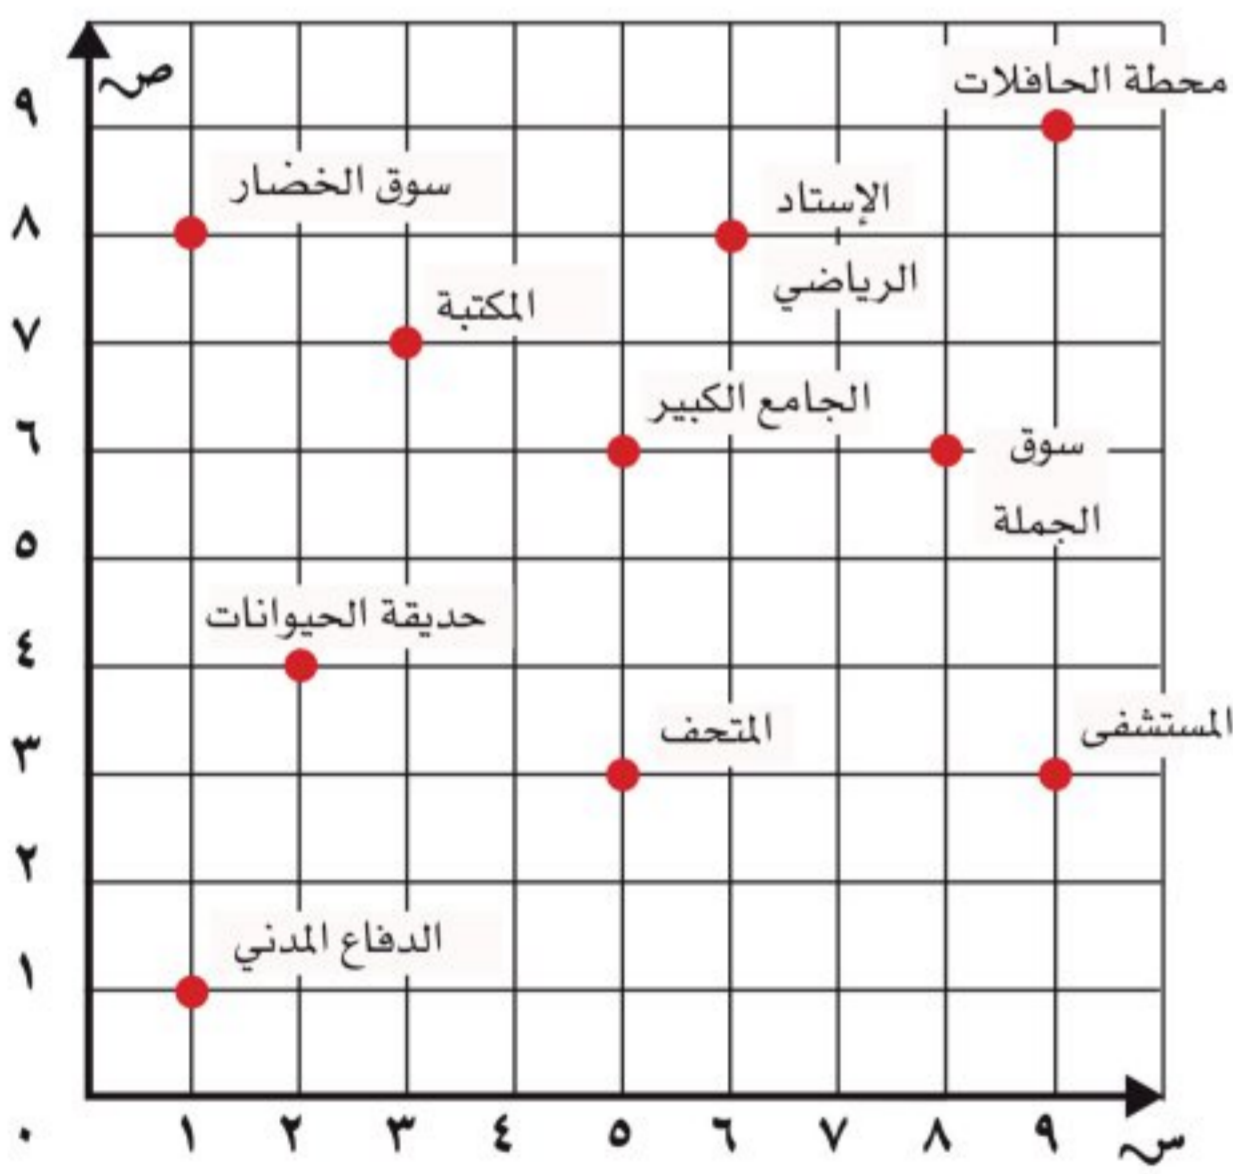 ص
٩
محطة الحافلات
سوق الخضار
الإستاد
الرياضي
٨
المكتبة
٧
الجامع الكبير
٦
سوق
الجملة
٥
حديقة الحيوانات
٤
المتحف
المستشفى
٣
٢
الدفاع المدني
١
٠ ١ ٢ ٣ ٤ ٥ ٦ ٧ ٨ ٩ س